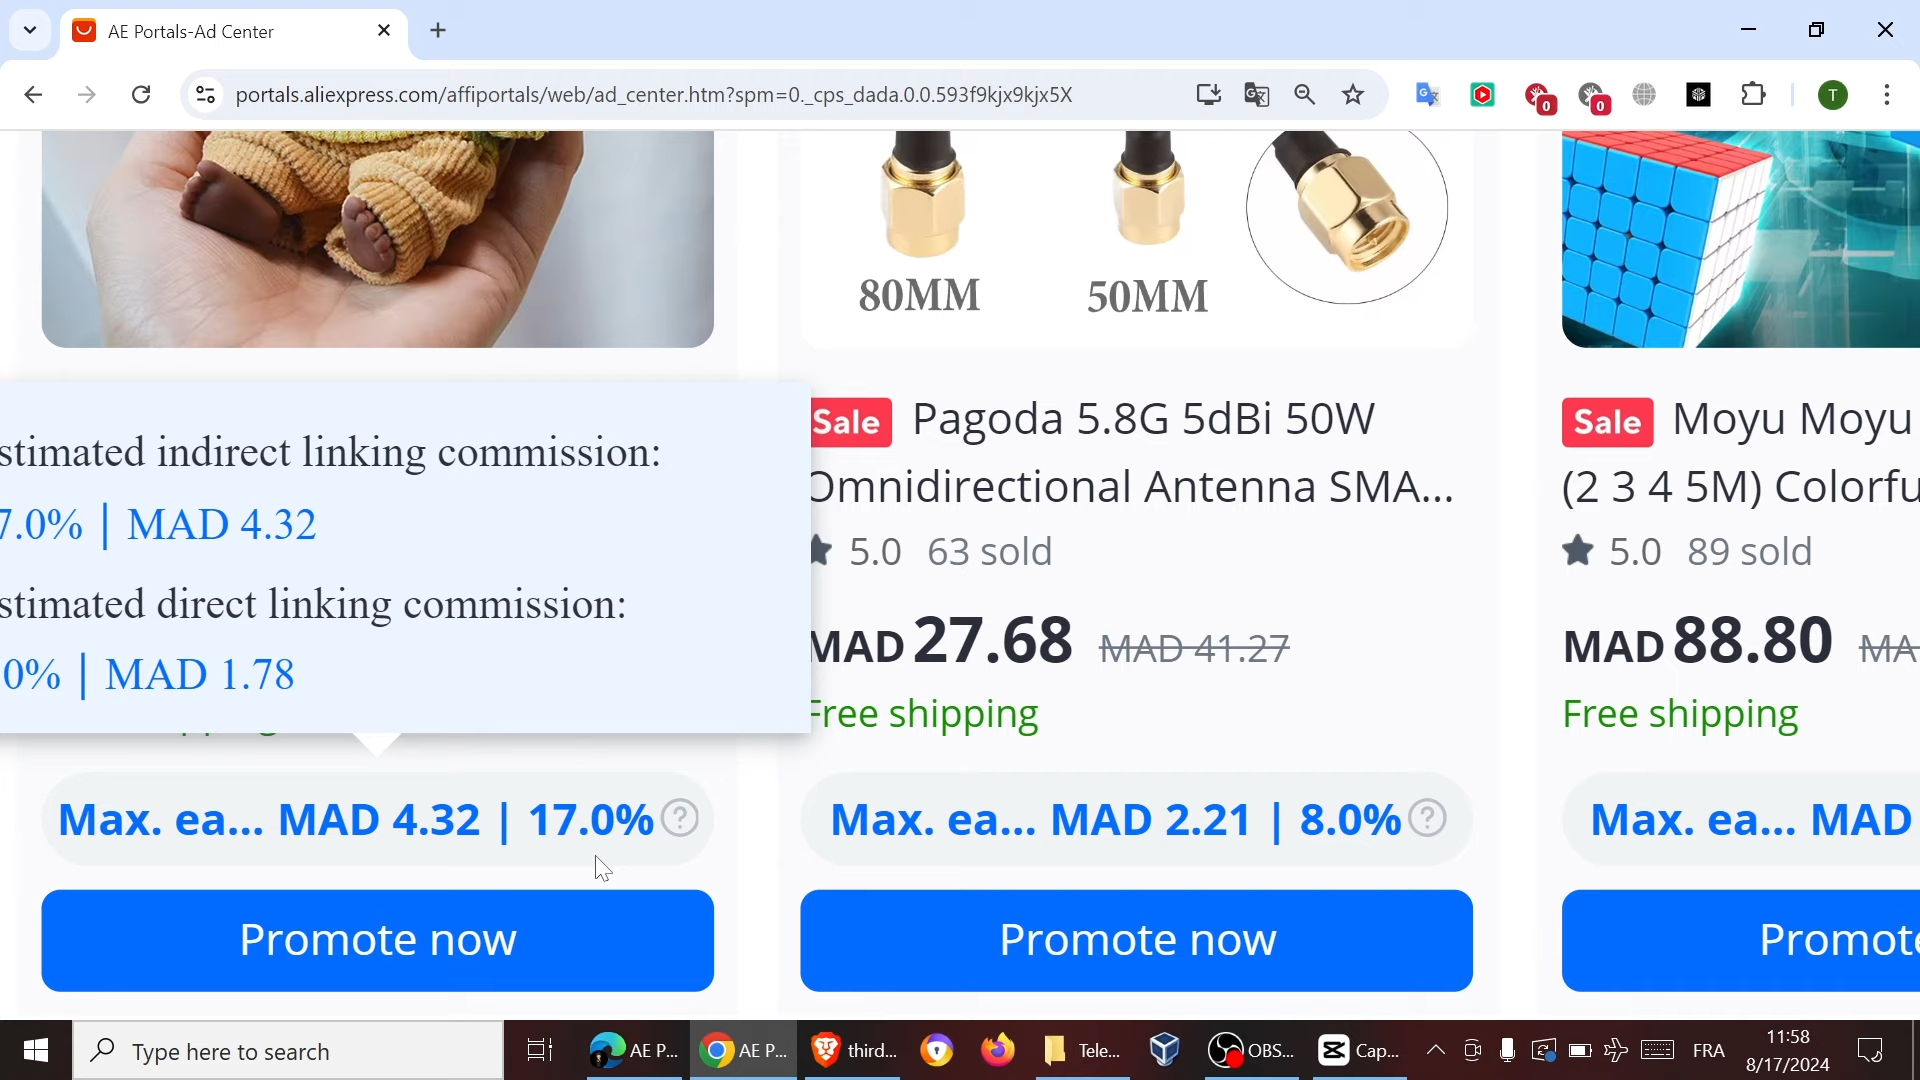 AE Portals-Ad Center
portals.aliexpress.com/affiportals/web/ad_center.htm?spm=0._cps_dada.0.0.593f9kjx9kjx5X
0
0
T
80MM
50MM
stimated indirect linking commission:
7.0% | MAD 4.32
stimated direct linking commission:
0% | MAD 1.78
Max. ea... MAD 4.32 | 17.0%
Promote now
Sale Pagoda 5.8G 5dBi 50W
Omnidirectional Antenna SMA...
5.0 63 sold
MAD 27.68 MAD 41.27
Free shipping
Max. ea... MAD 2.21 | 8.0%
Promote now
Sale Moyu Moyu
(2 3 4 5M) Colorfu
5.0 89 sold
MAD 88.80 MA
Free shipping
Max. ea... MAD
Promote
Type here to search
AE P...
AE P...
third...
Tele...
OBS...
Cap...
FRA
11:58
8/17/2024